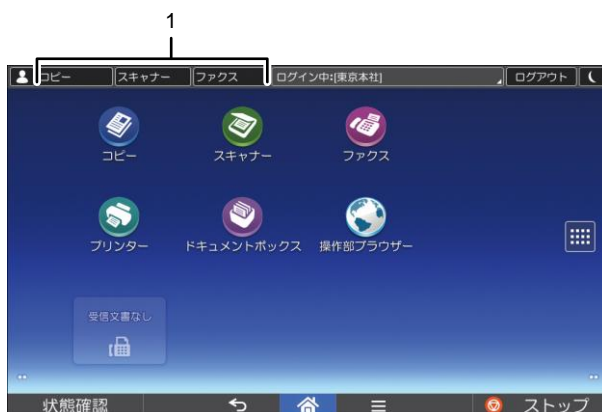 1
コピー スキャナー ファクス ログイン中:[東京本社] ログアウト
コピー スキャナー ファクス
プリンター ドキュメントボックス 操作部ブラウザー
受信文書なし
状態確認 ストップ